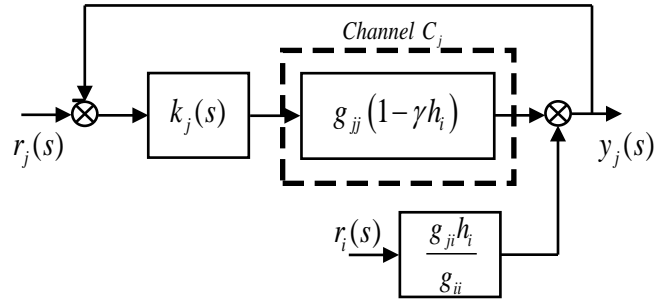 Channel C_j
r_j(s)
k_j(s)
g_jj(1−γh_i)
y_j(s)
r_i(s)
g_ji h_i
g_ii